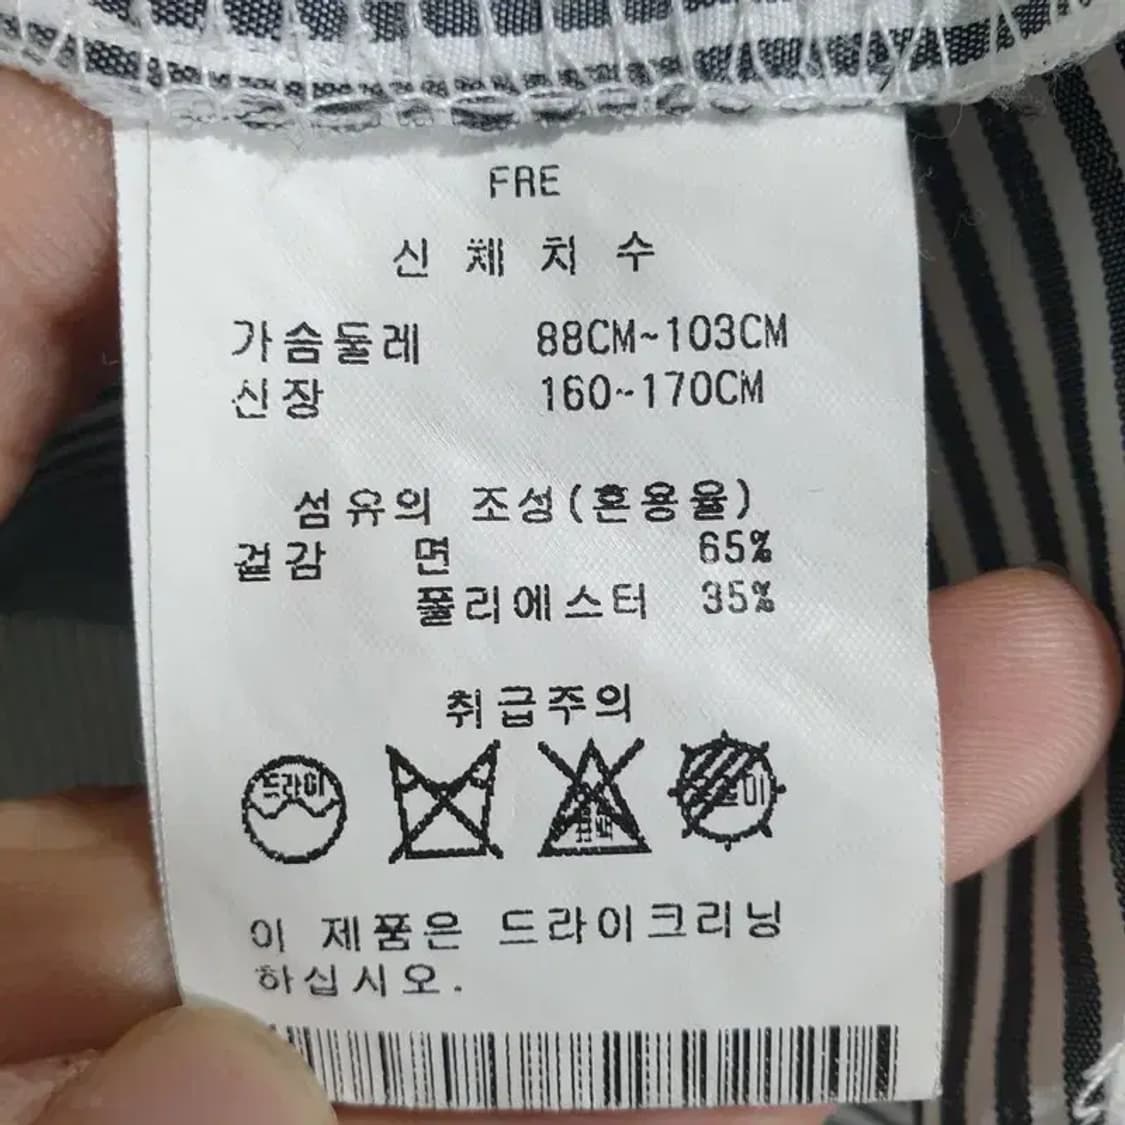 FRE
신체치수
가슴둘레 88CM~103CM
신장 160~170CM
섬유의 조성(혼용율)
겉감 면 65%
폴리에스터 35%
취급주의
드라이
이 제품은 드라이크리닝
하십시오.